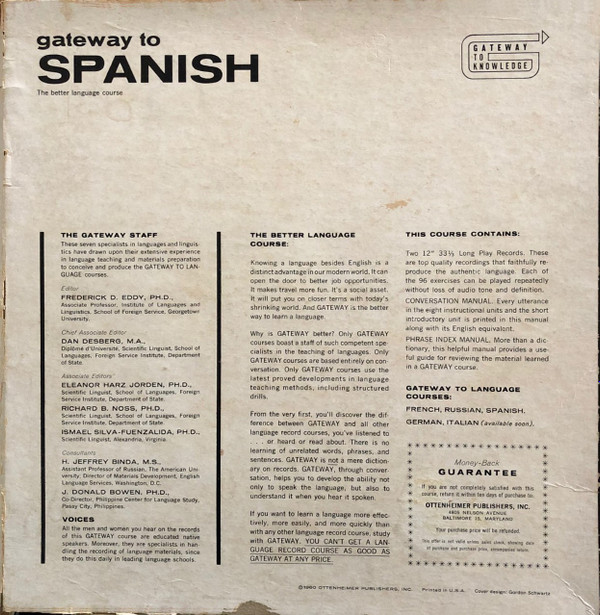 gateway to
SPANISH
The better language course
GATEWAY
TO
KNOWLEDGE
THE GATEWAY STAFF
These seven specialists in languages and linguis-
tics have drawn upon their extensive experience
in language teaching and materials preparation
to conceive and produce the GATEWAY TO LAN-
GUAGE courses.
Editor
FREDERICK D. EDDY, PH.D.,
Associate Professor, Institute of Languages and
Linguistics, School of Foreign Service, Georgetown
University.
Chief Associate Editor
DAN DESBERG, M.A.,
Diplômé d'Université, Scientific Linguist, School of
Languages, Foreign Service Institute, Department
of State.
Associate Editors
ELEANOR HARZ JORDEN, PH.D.,
Scientific Linguist, School of Languages, Foreign
Service Institute, Department of State.
RICHARD B. NOSS, PH.D.,
Scientific Linguist, School of Languages, Foreign
Service Institute, Department of State.
ISMAEL SILVA-FUENZALIDA, PH.D.,
Scientific Linguist, Alexandria, Virginia.
Consultants
H. JEFFREY BINDA, M.S.,
Assistant Professor of Russian, The American Uni-
versity; Director of Materials Development, English
Language Services, Washington, D.C.
J. DONALD BOWEN, PH.D.,
Co-Director, Philippine Center for Language Study,
Pasay City, Philippines.
VOICES
All the men and women you hear on the records
of this GATEWAY course are educated native
speakers. Moreover, they are specialists in han-
dling the recording of language materials, since
they do this daily in leading language schools.
THE BETTER LANGUAGE
COURSE:
Knowing a language besides English is a
distinct advantage in our modern world. It can
open the door to better job opportunities.
It makes travel more fun. It's a social asset.
It will put you on closer terms with today's
shrinking world. And GATEWAY is the better
way to learn a language.
Why is GATEWAY better? Only GATEWAY
courses boast a staff of such competent spe-
cialists in the teaching of languages. Only
GATEWAY courses are based entirely on con-
versation. Only GATEWAY courses use the
latest proved developments in language
teaching methods, including structured
drills.
From the very first, you'll discover the dif-
ference between GATEWAY and all other
language record courses, you've listened to
. . . or heard or read about. There is no
learning of unrelated words, phrases, and
sentences. GATEWAY is not a mere diction-
ary on records. GATEWAY, through conver-
sation, helps you to develop the ability not
only to speak the language, but also to
understand it when you hear it spoken.
If you want to learn a language more effec-
tively, more easily, and more quickly than
with any other language record course, study
with GATEWAY. YOU CAN'T GET A LAN-
GUAGE RECORD COURSE AS GOOD AS
GATEWAY AT ANY PRICE.
THIS COURSE CONTAINS:
Two 12" 33⅓ Long Play Records. These
are top quality recordings that faithfully re-
produce the authentic language. Each of
the 96 exercises can be played repeatedly
without loss of audio tone and definition.
CONVERSATION MANUAL. Every utterance
in the eight instructional units and the short
introductory unit is printed in this manual
along with its English equivalent.
PHRASE INDEX MANUAL. More than a dic-
tionary, this helpful manual provides a use-
ful guide for reviewing the material learned
in a GATEWAY course.
GATEWAY TO LANGUAGE
COURSES:
FRENCH, RUSSIAN, SPANISH,
GERMAN, ITALIAN (available soon).
Money-Back
GUARANTEE
If you are not completely satisfied with this
course, return it within ten days of purchase to:
OTTENHEIMER PUBLISHERS, INC.
4805 NELSON AVENUE
BALTIMORE 15, MARYLAND
Your purchase price will be refunded.
This offer is not valid unless sales check, showing date
of purchase and purchase price, accompanies return.
©1960 OTTENHEIMER PUBLISHERS, INC. Printed in U.S.A. Cover design: Gordon Schwartz